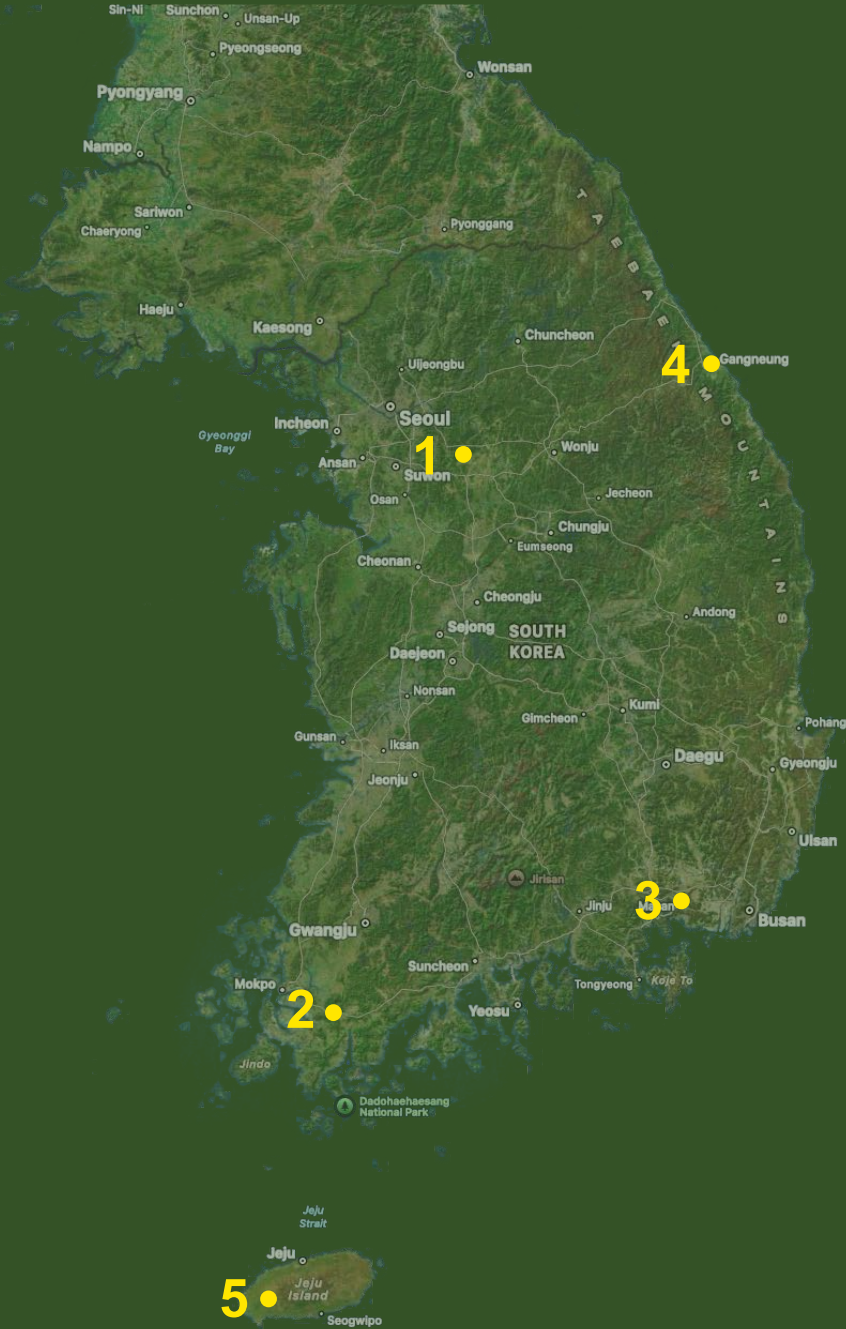 Sin-Ni
Sunchon
Unsan-Up
Pyeongseong
Wonsan
Pyongyang
Nampo
Sariwon
Chaeryong
Pyonggang
TAEBAEK MOUNTAINS
Haeju
Kaesong
Chuncheon
Uijeongbu
4
Gangneung
Seoul
Incheon
Gyeonggi
Bay
1
Wonju
Ansan
Suwon
Osan
Jecheon
Chungju
Eumseong
Cheonan
Cheongju
Andong
Sejong
SOUTH
KOREA
Daejeon
Nonsan
Kumi
Gimcheon
Pohang
Gunsan
Iksan
Daegu
Gyeongju
Jeonju
Ulsan
Jirisan
3
Jinju
Busan
Gwangju
Suncheon
Mokpo
Tongyeong
Koje To
2
Yeosu
Jindo
Dadohaehaesang
National Park
Jeju
Strait
Jeju
Jeju
Island
5
Seogwipo